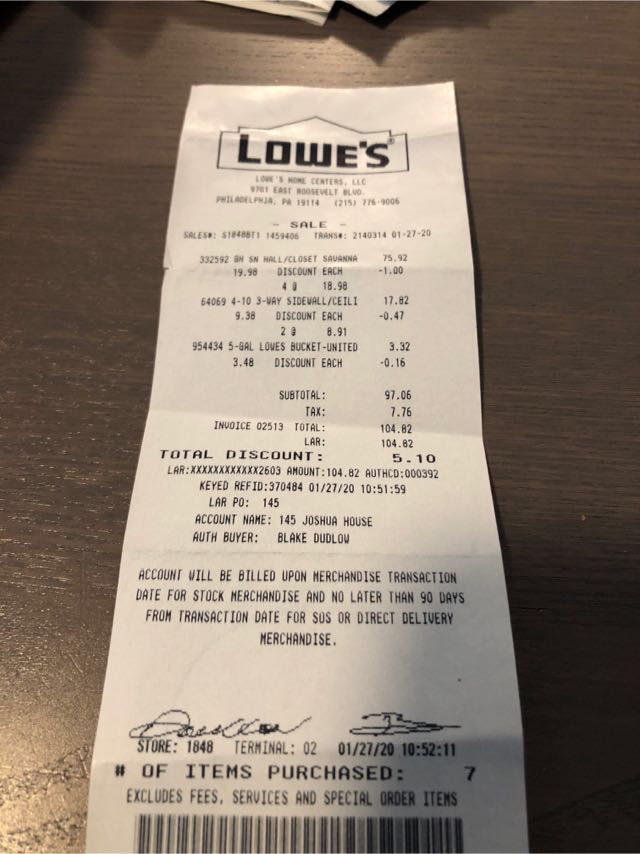 LOWE'S®
LOWE'S HOME CENTERS, LLC
9701 EAST ROOSEVELT BLVD.
PHILADELPHIA, PA 19114 (215) 776-9006
- SALE -
SALES#: S1848BT1 1459406 TRANS#: 2140314 01-27-20
332592 BH SN HALL/CLOSET SAVANNA 75.92
19.98 DISCOUNT EACH -1.00
4 @ 18.98
64069 4-10 3-WAY SIDEWALL/CEILI 17.82
9.38 DISCOUNT EACH -0.47
2 @ 8.91
954434 5-GAL LOWES BUCKET-UNITED 3.32
3.48 DISCOUNT EACH -0.16
SUBTOTAL: 97.06
TAX: 7.76
INVOICE 02513 TOTAL: 104.82
LAR: 104.82
TOTAL DISCOUNT: 5.10
LAR:XXXXXXXXXXXX2603 AMOUNT:104.82 AUTHCD:000392
KEYED REFID:370484 01/27/20 10:51:59
LAR PO: 145
ACCOUNT NAME: 145 JOSHUA HOUSE
AUTH BUYER: BLAKE DUDLOW
ACCOUNT WILL BE BILLED UPON MERCHANDISE TRANSACTION
DATE FOR STOCK MERCHANDISE AND NO LATER THAN 90 DAYS
FROM TRANSACTION DATE FOR SOS OR DIRECT DELIVERY
MERCHANDISE.
STORE: 1848 TERMINAL: 02 01/27/20 10:52:11
# OF ITEMS PURCHASED: 7
EXCLUDES FEES, SERVICES AND SPECIAL ORDER ITEMS